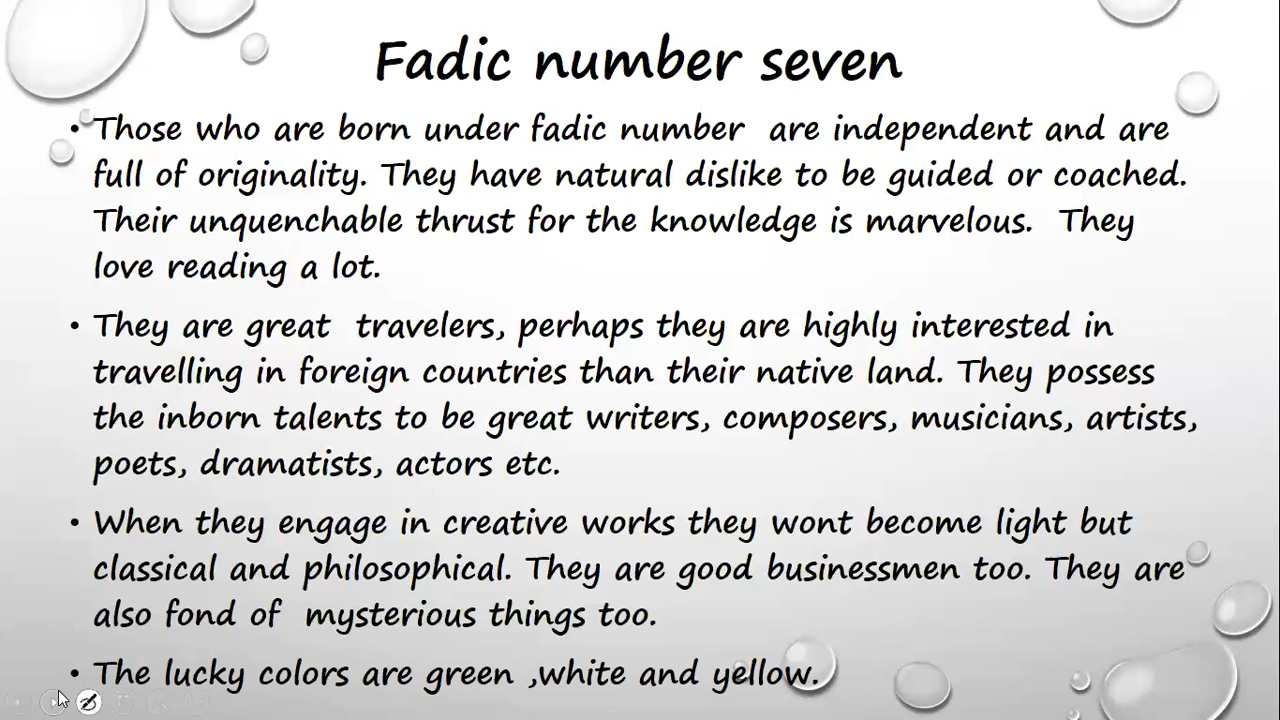 Fadic number seven
• Those who are born under fadic number are independent and are
full of originality. They have natural dislike to be guided or coached.
Their unquenchable thrust for the knowledge is marvelous. They
love reading a lot.
• They are great travelers, perhaps they are highly interested in
travelling in foreign countries than their native land. They possess
the inborn talents to be great writers, composers, musicians, artists,
poets, dramatists, actors etc.
• When they engage in creative works they wont become light but
classical and philosophical. They are good businessmen too. They are
also fond of mysterious things too.
• The lucky colors are green ,white and yellow.